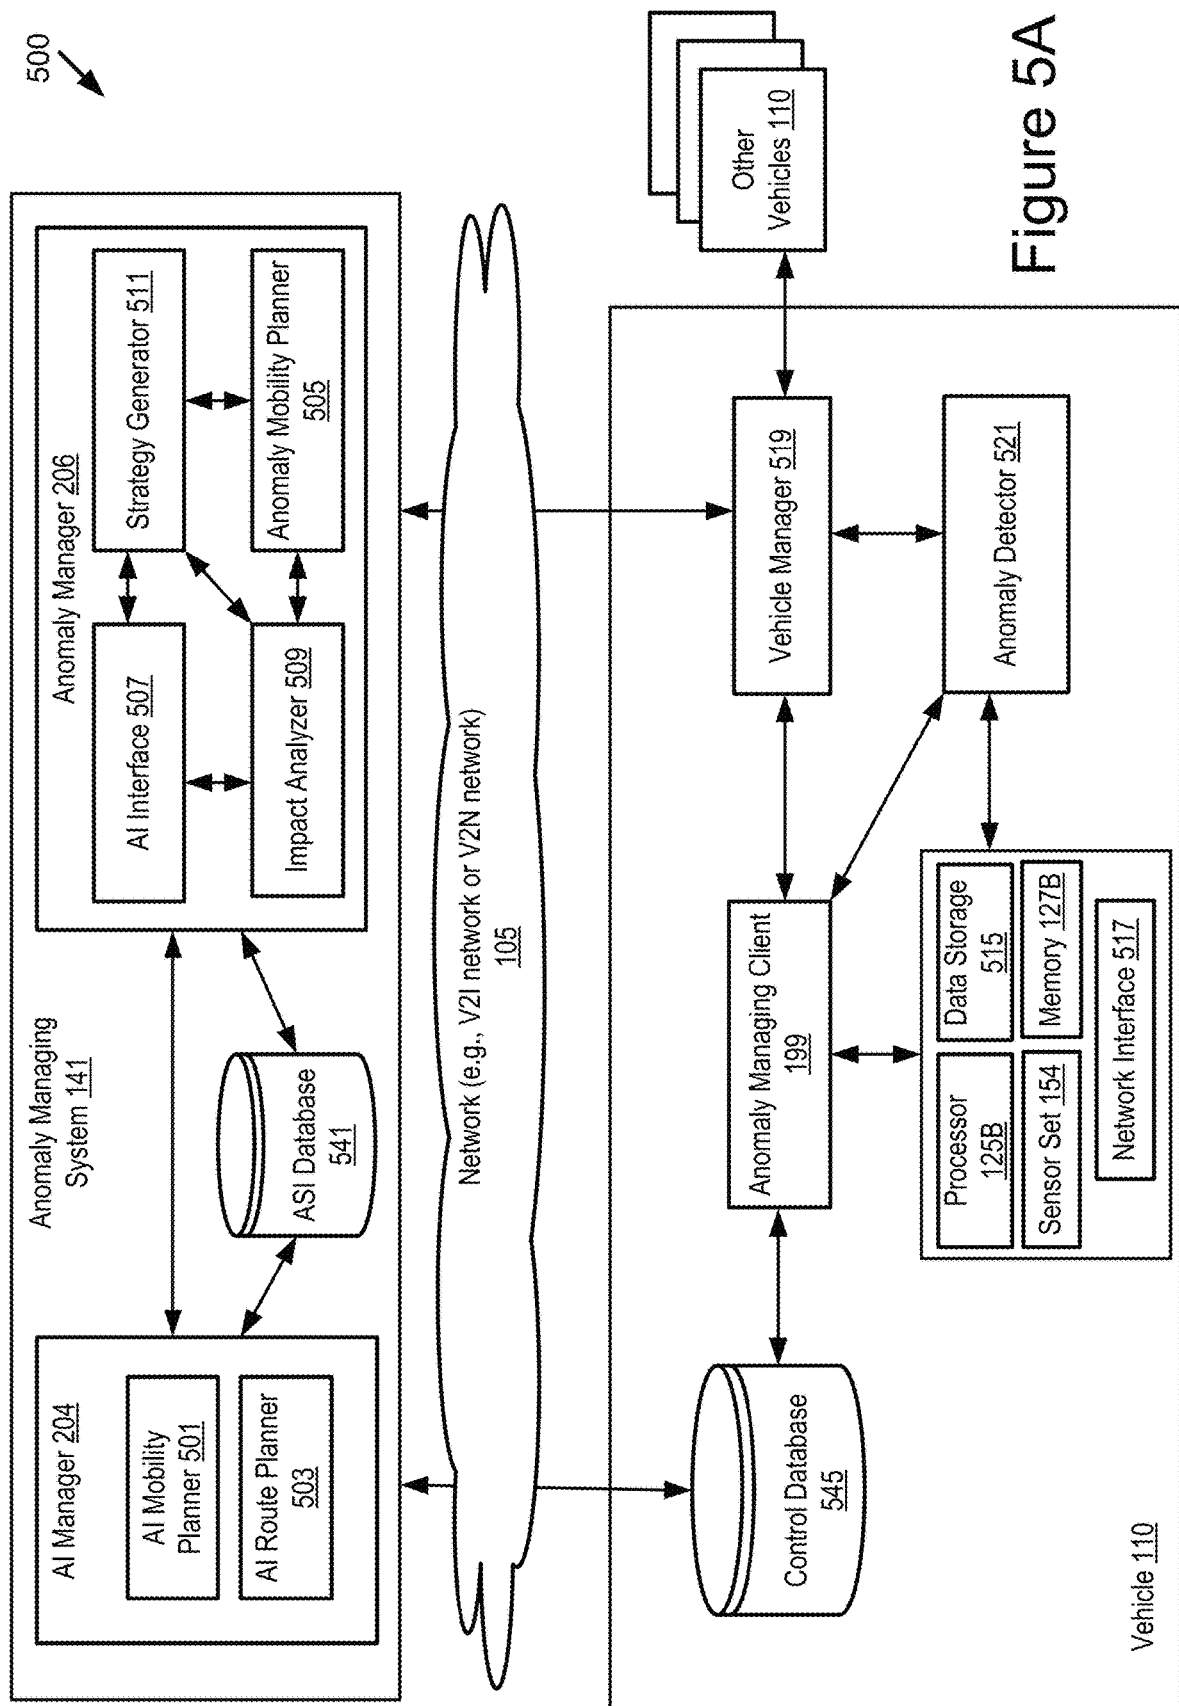 500
Anomaly Managing
System 141
AI Manager 204
AI Mobility
Planner 501
AI Route Planner
503
ASI Database
541
Anomaly Manager 206
AI Interface 507
Strategy Generator 511
Impact Analyzer 509
Anomaly Mobility Planner
505
Network (e.g., V2I network or V2N network)
105
Control Database
545
Anomaly Managing Client
199
Vehicle Manager 519
Other
Vehicles 110
Processor
125B
Data Storage
515
Sensor Set 154
Memory 127B
Network Interface 517
Anomaly Detector 521
Vehicle 110
Figure 5A